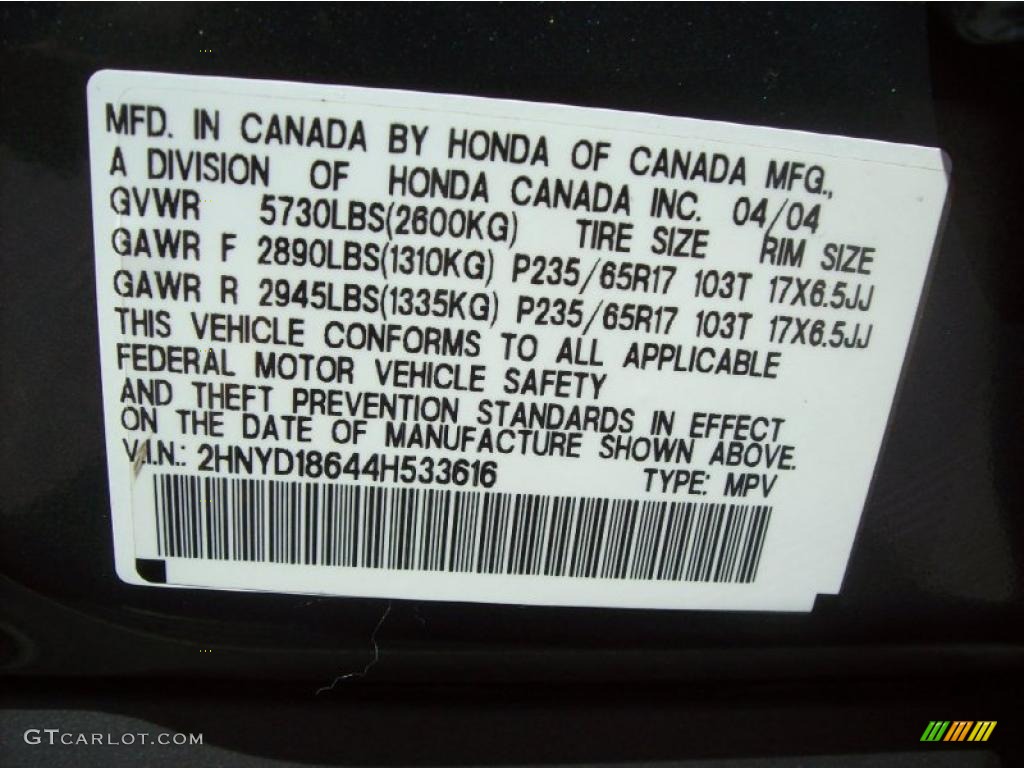 MFD. IN CANADA BY HONDA OF CANADA MFG.,
A DIVISION OF HONDA CANADA INC. 04/04
GVWR 5730LBS(2600KG) TIRE SIZE RIM SIZE
GAWR F 2890LBS(1310KG) P235/65R17 103T 17X6.5JJ
GAWR R 2945LBS(1335KG) P235/65R17 103T 17X6.5JJ
THIS VEHICLE CONFORMS TO ALL APPLICABLE
FEDERAL MOTOR VEHICLE SAFETY
AND THEFT PREVENTION STANDARDS IN EFFECT
ON THE DATE OF MANUFACTURE SHOWN ABOVE.
V.I.N.: 2HNYD18644H533616 TYPE: MPV
GTCARLOT.COM